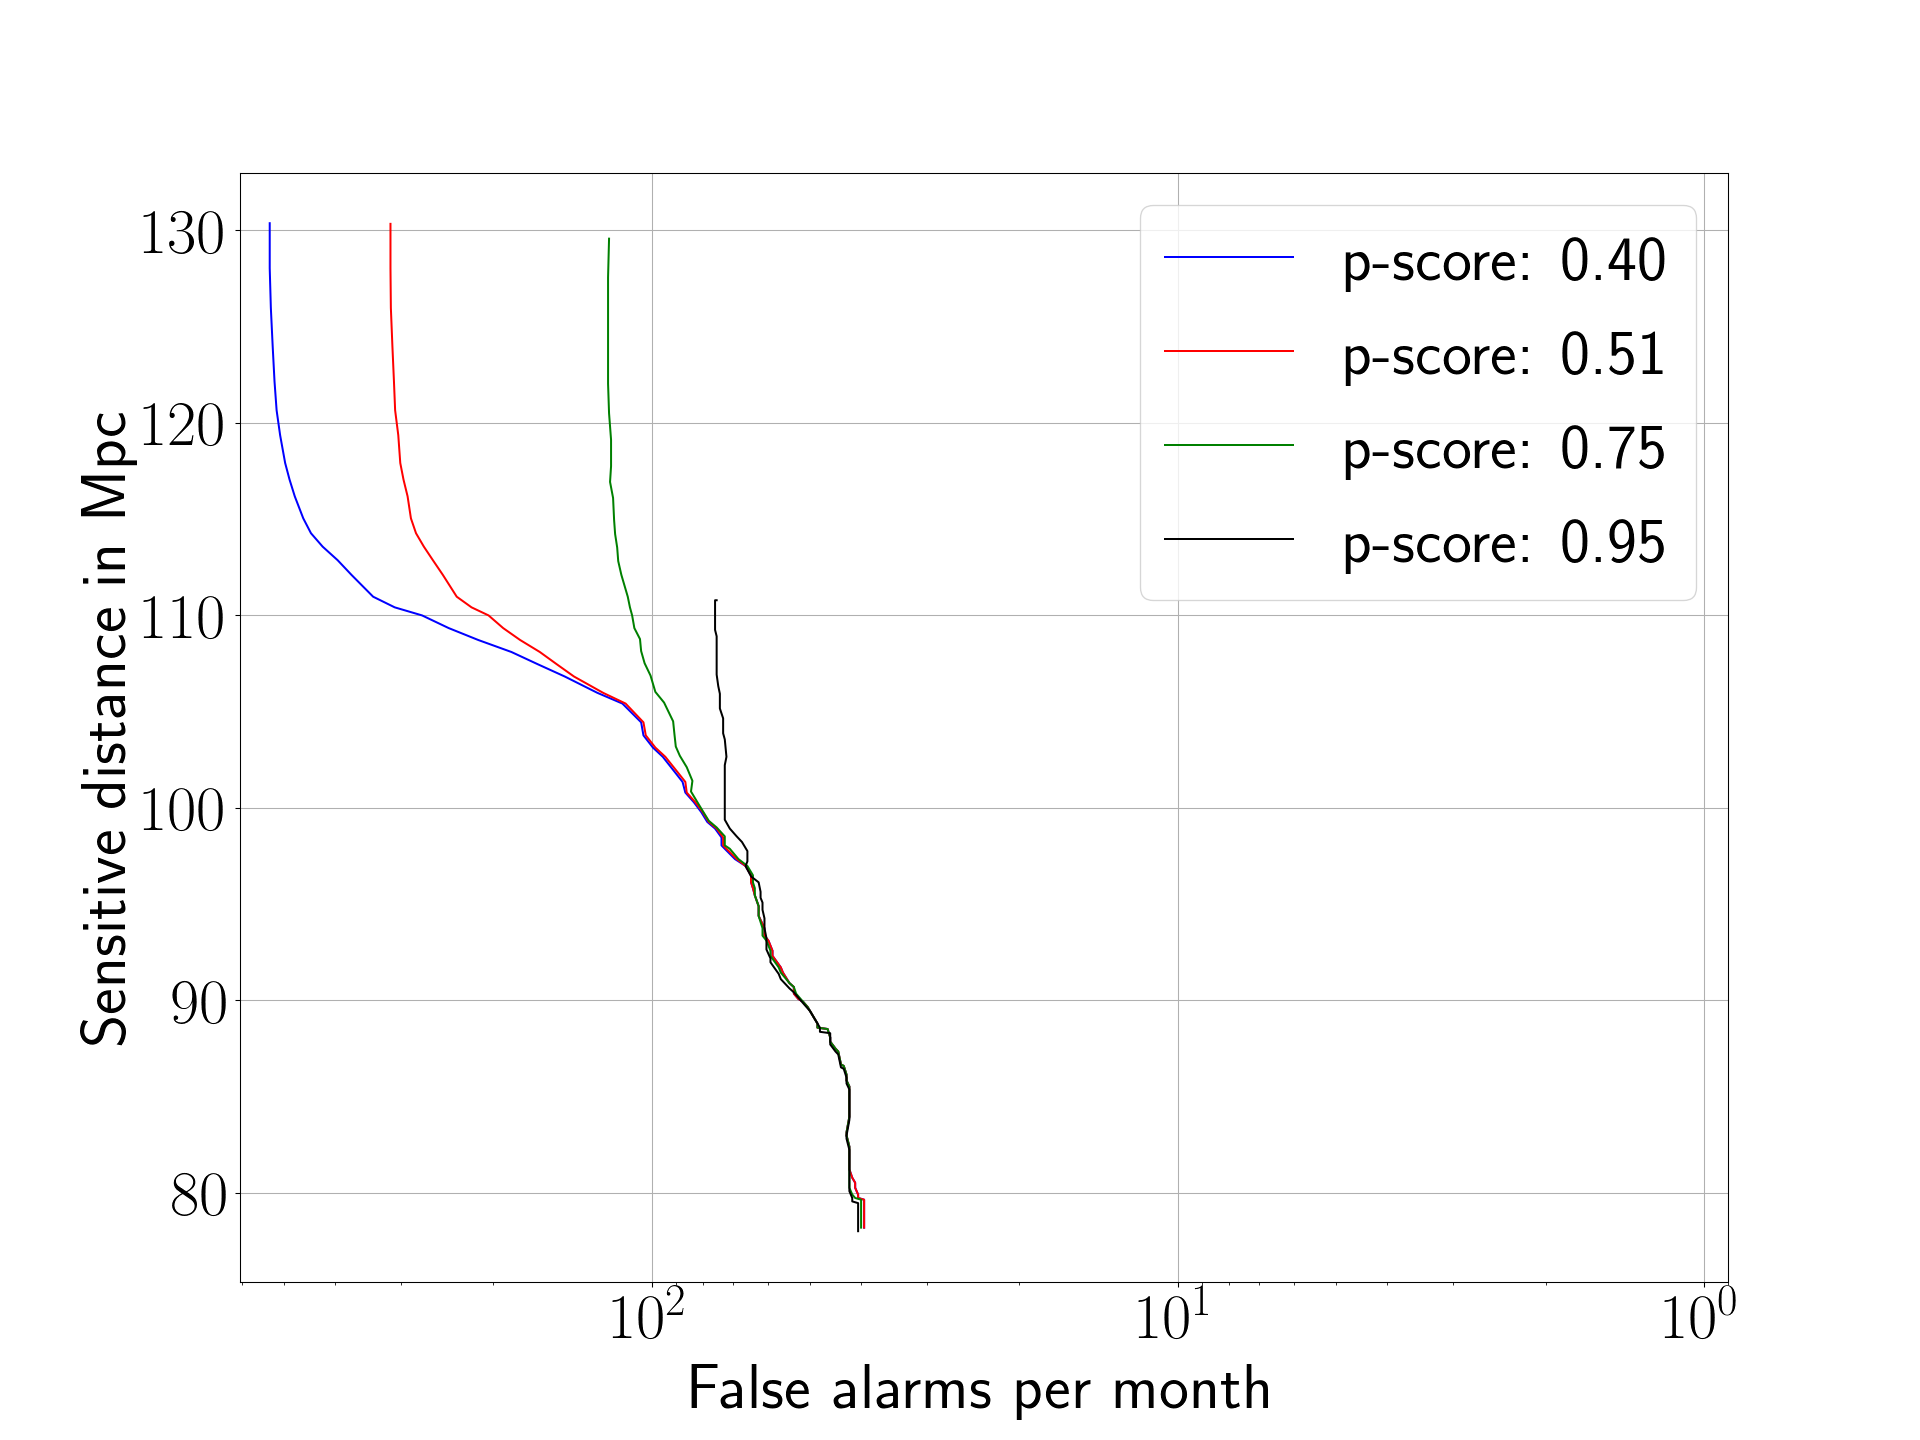 130
120
110
100
90
80
Sensitive distance in Mpc
p-score: 0.40
p-score: 0.51
p-score: 0.75
p-score: 0.95
10²
10¹
10⁰
False alarms per month